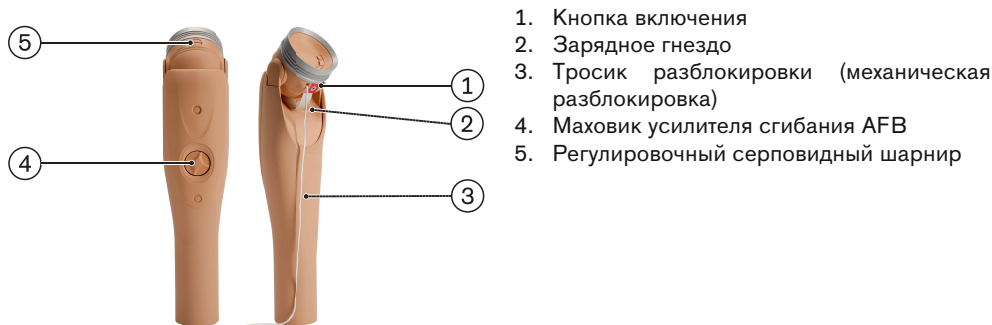 5
4
1
2
3
1. Кнопка включения
2. Зарядное гнездо
3. Тросик разблокировки (механическая
разблокировка)
4. Маховик усилителя сгибания AFB
5. Регулировочный серповидный шарнир